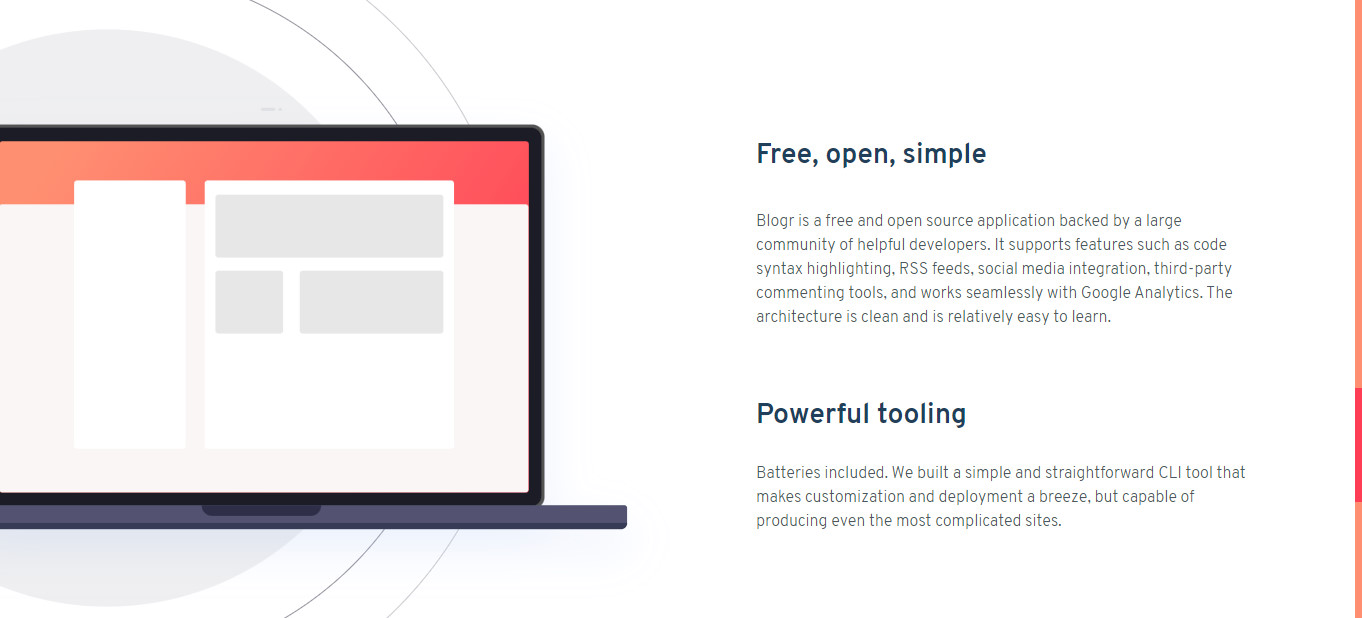 Free, open, simple
Blogr is a free and open source application backed by a large
community of helpful developers. It supports features such as code
syntax highlighting, RSS feeds, social media integration, third-party
commenting tools, and works seamlessly with Google Analytics. The
architecture is clean and is relatively easy to learn.
Powerful tooling
Batteries included. We built a simple and straightforward CLI tool that
makes customization and deployment a breeze, but capable of
producing even the most complicated sites.